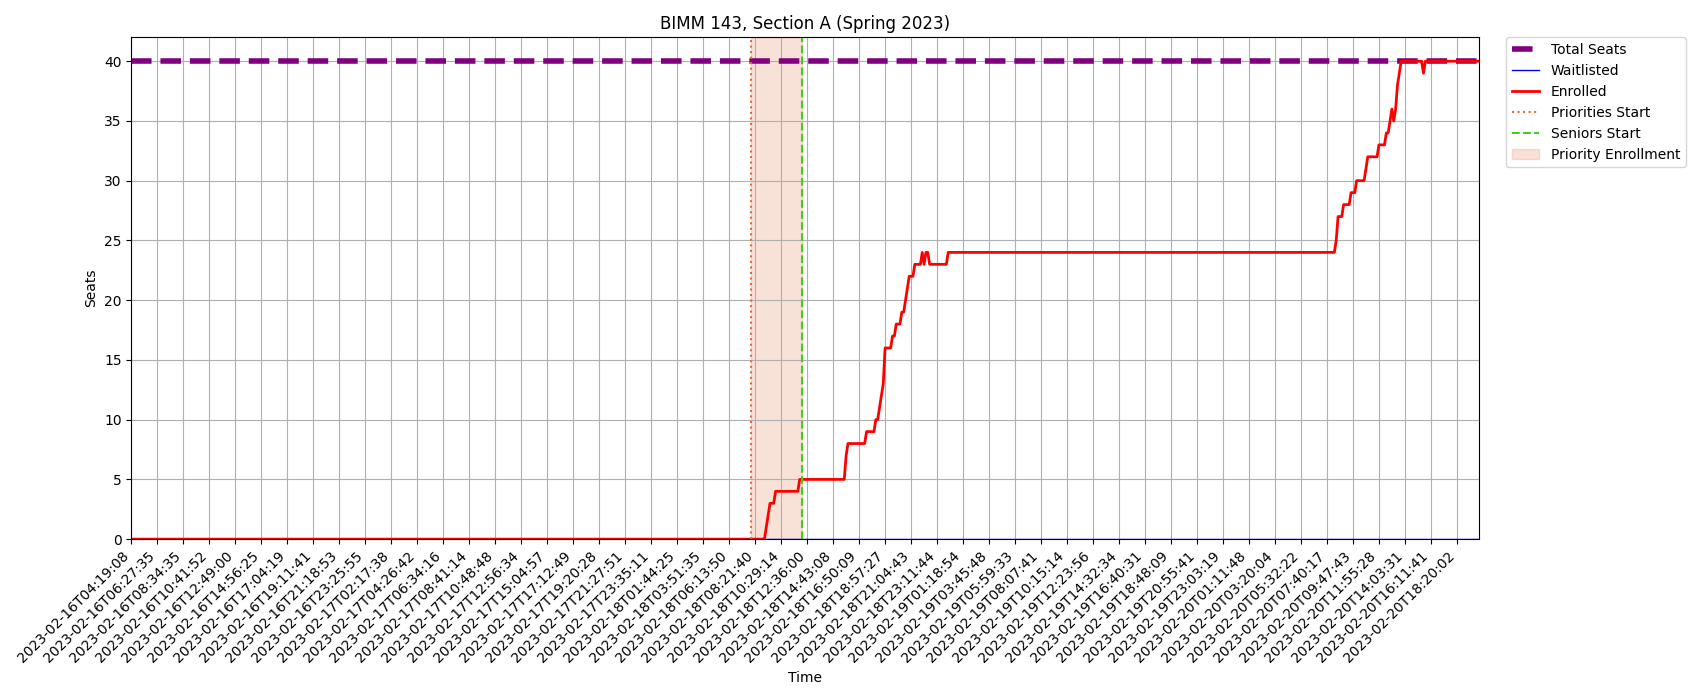 BIMM 143, Section A (Spring 2023)
Total Seats
Waitlisted
Enrolled
Priorities Start
Seniors Start
Priority Enrollment
Seats
40
35
30
25
20
15
10
5
0
2023-02-16T04:19:08
2023-02-16T06:27:35
2023-02-16T08:34:35
2023-02-16T10:41:52
2023-02-16T12:49:00
2023-02-16T14:56:25
2023-02-16T17:04:19
2023-02-16T19:11:41
2023-02-16T21:18:53
2023-02-16T23:25:55
2023-02-17T02:17:38
2023-02-17T04:26:42
2023-02-17T06:34:16
2023-02-17T08:41:14
2023-02-17T10:48:48
2023-02-17T12:56:34
2023-02-17T15:04:57
2023-02-17T17:12:49
2023-02-17T19:20:28
2023-02-17T21:27:51
2023-02-17T23:35:11
2023-02-18T01:44:25
2023-02-18T03:51:35
2023-02-18T06:13:50
2023-02-18T08:21:40
2023-02-18T10:29:14
2023-02-18T12:36:00
2023-02-18T14:43:08
2023-02-18T16:50:09
2023-02-18T18:57:27
2023-02-18T21:04:43
2023-02-18T23:11:44
2023-02-19T01:18:54
2023-02-19T03:45:48
2023-02-19T05:59:33
2023-02-19T08:07:41
2023-02-19T10:15:14
2023-02-19T12:23:56
2023-02-19T14:32:34
2023-02-19T16:40:31
2023-02-19T18:48:09
2023-02-19T20:55:41
2023-02-19T23:03:19
2023-02-20T01:11:48
2023-02-20T03:20:04
2023-02-20T05:32:22
2023-02-20T07:40:17
2023-02-20T09:47:43
2023-02-20T11:55:28
2023-02-20T14:03:31
2023-02-20T16:11:41
2023-02-20T18:20:02
Time